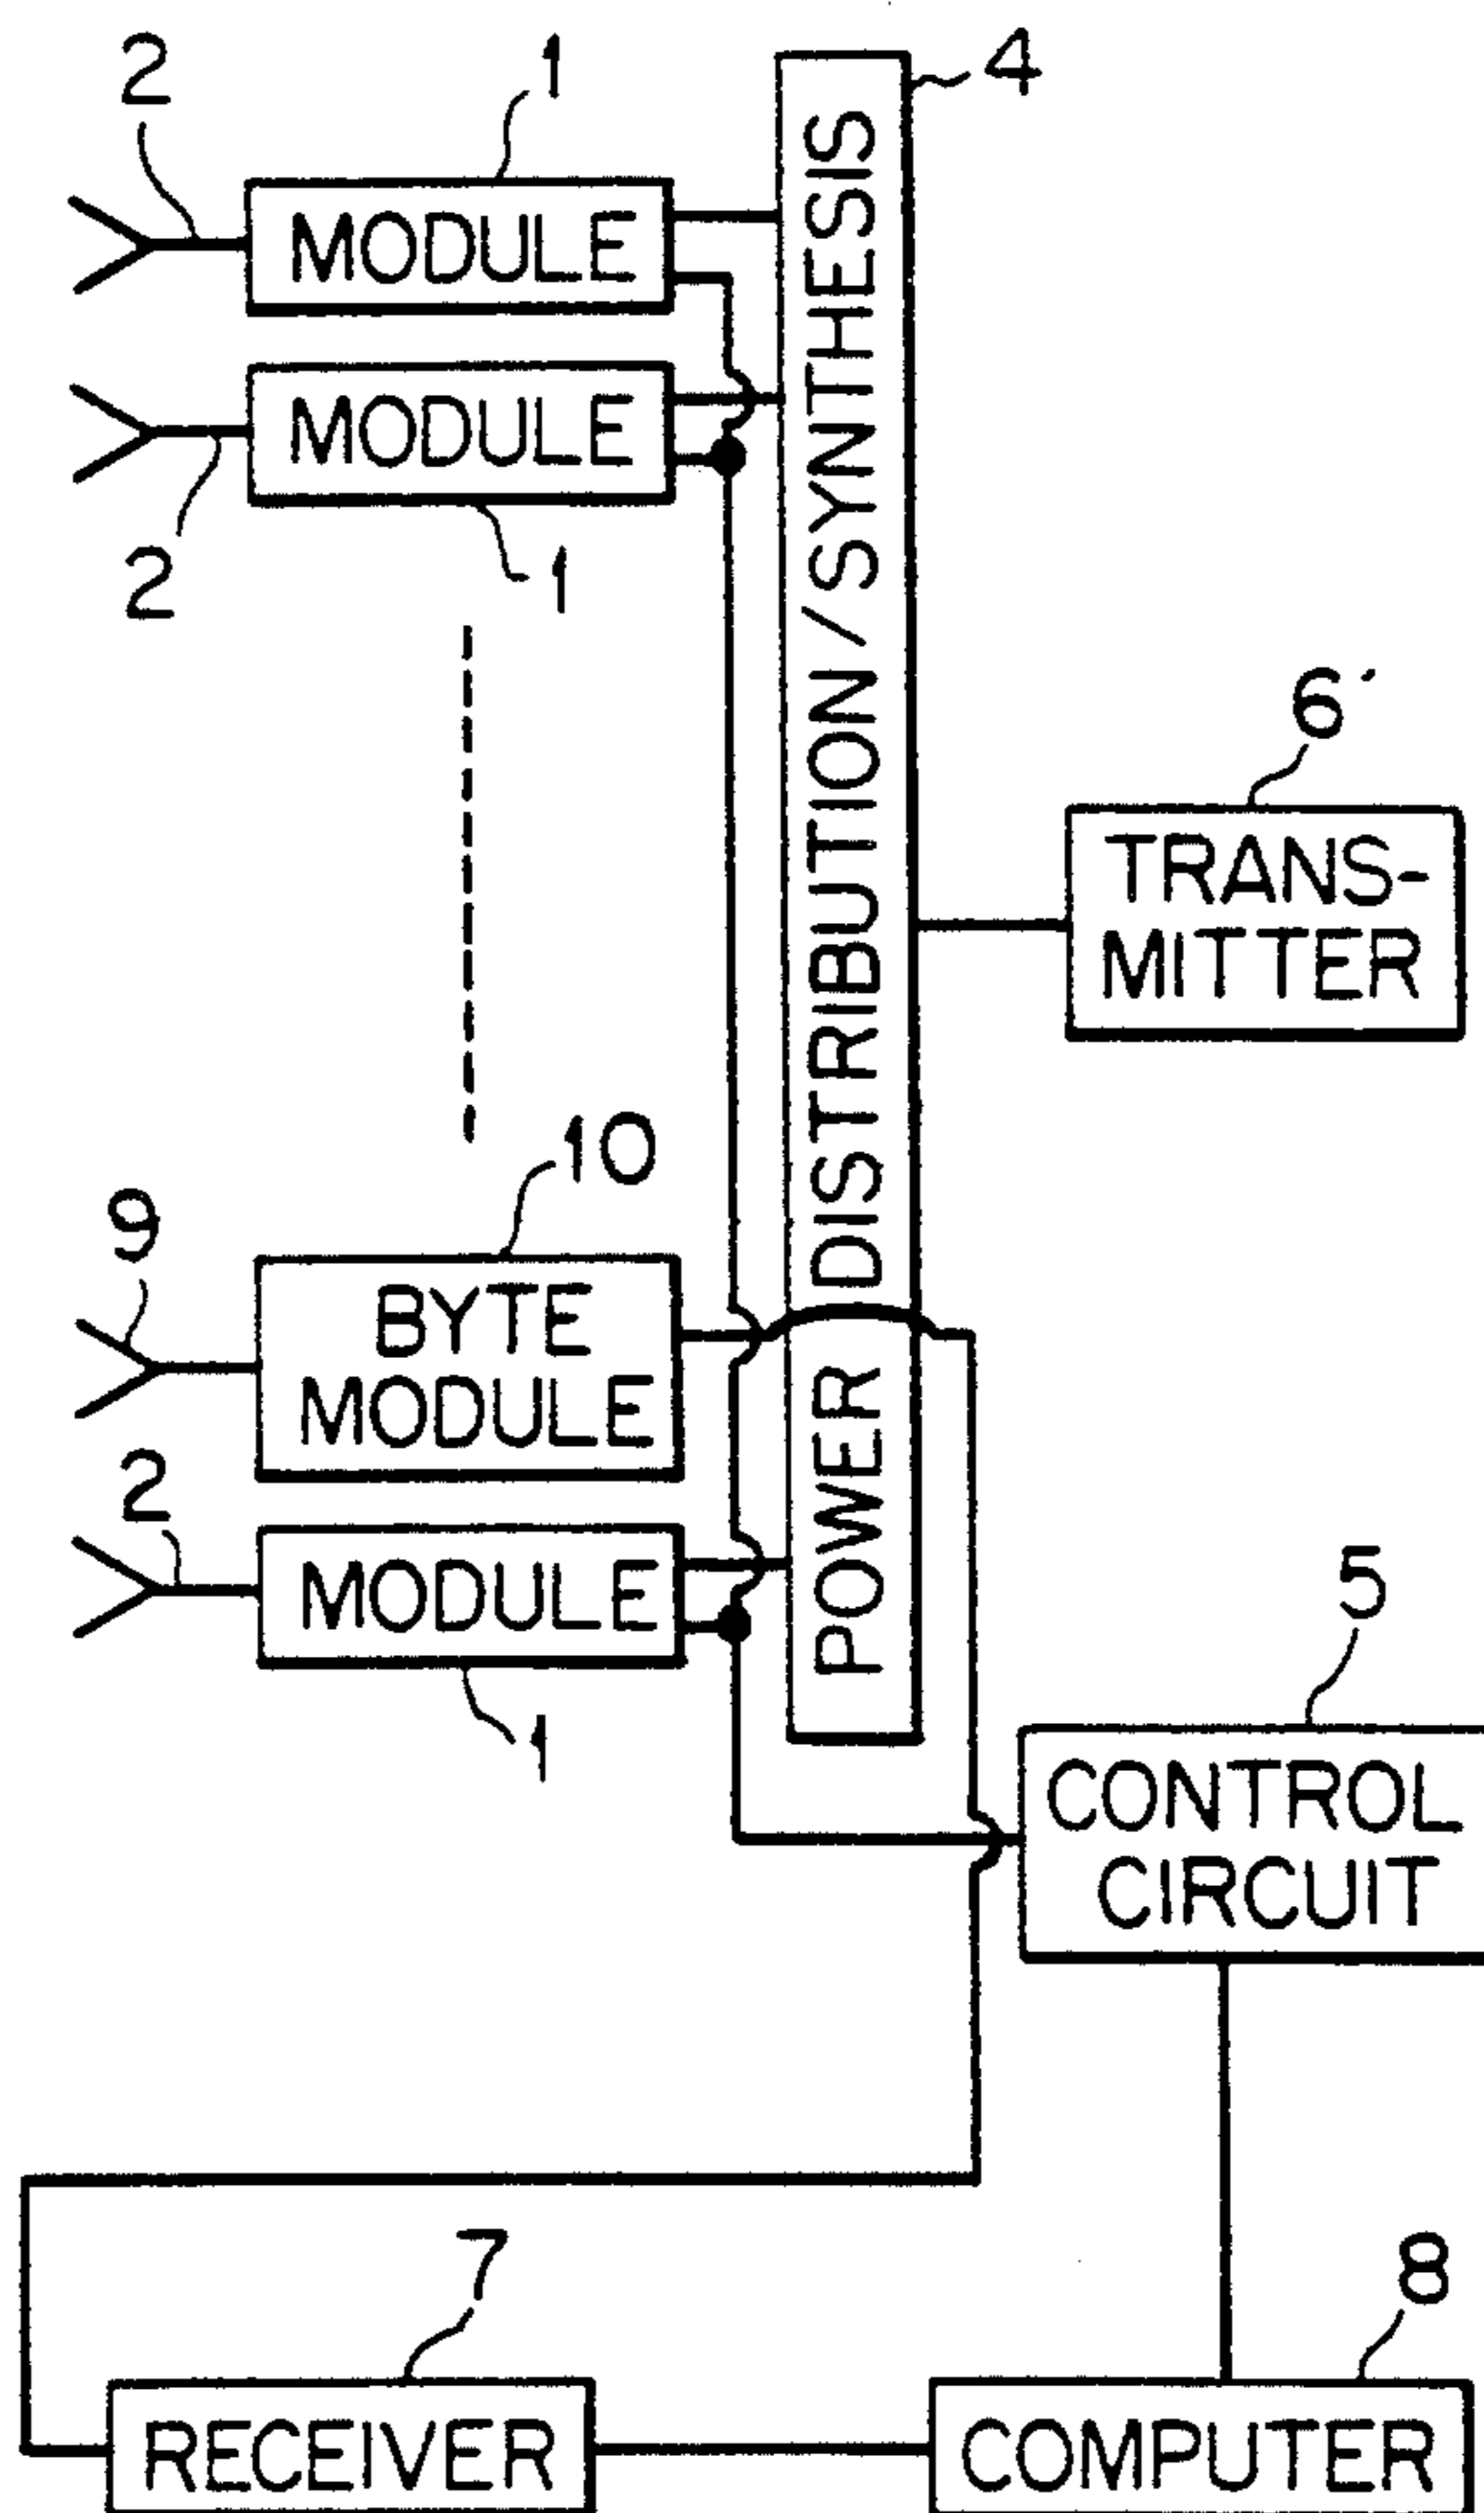 2
1
4
MODULE
MODULE
2
1
POWER DISTRIBUTION/SYNTHESIS
6'
TRANS-
MITTER
10
9
BYTE
MODULE
2
MODULE
1
5
CONTROL
CIRCUIT
7
8
RECEIVER
COMPUTER